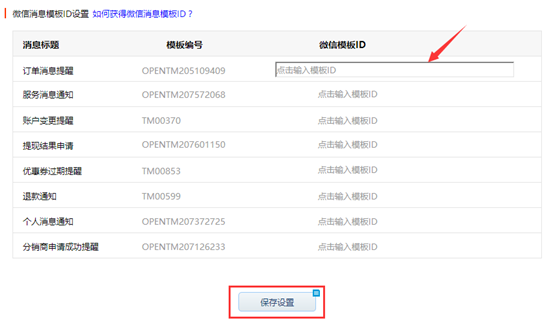 微信消息模板ID设置 如何获得微信消息模板ID？
消息标题 模板编号 微信模板ID
订单消息提醒 OPENTM205109409 点击输入模板ID
服务消息通知 OPENTM207572068 点击输入模板ID
账户变更提醒 TM00370 点击输入模板ID
提现结果申请 OPENTM207601150 点击输入模板ID
优惠券过期提醒 TM00853 点击输入模板ID
退款通知 TM00599 点击输入模板ID
个人消息通知 OPENTM207372725 点击输入模板ID
分销商申请成功提醒 OPENTM207126233 点击输入模板ID
保存设置